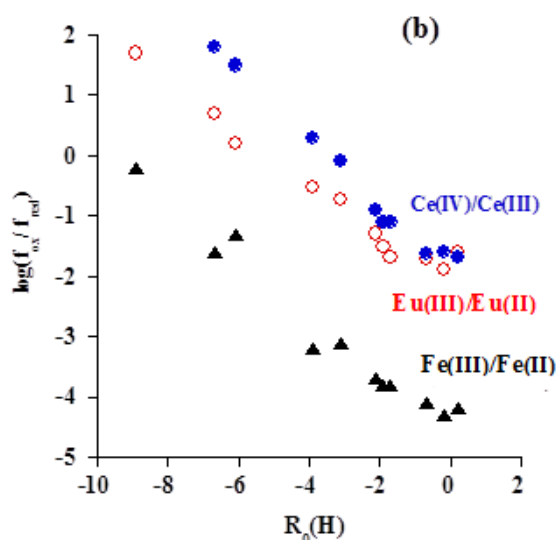 (b)
2
1
0
-1
-2
-3
-4
-5
log(f_ox / f_red)
Ce(IV)/Ce(III)
Eu(III)/Eu(II)
Fe(III)/Fe(II)
-10 -8 -6 -4 -2 0 2
R_0(H)